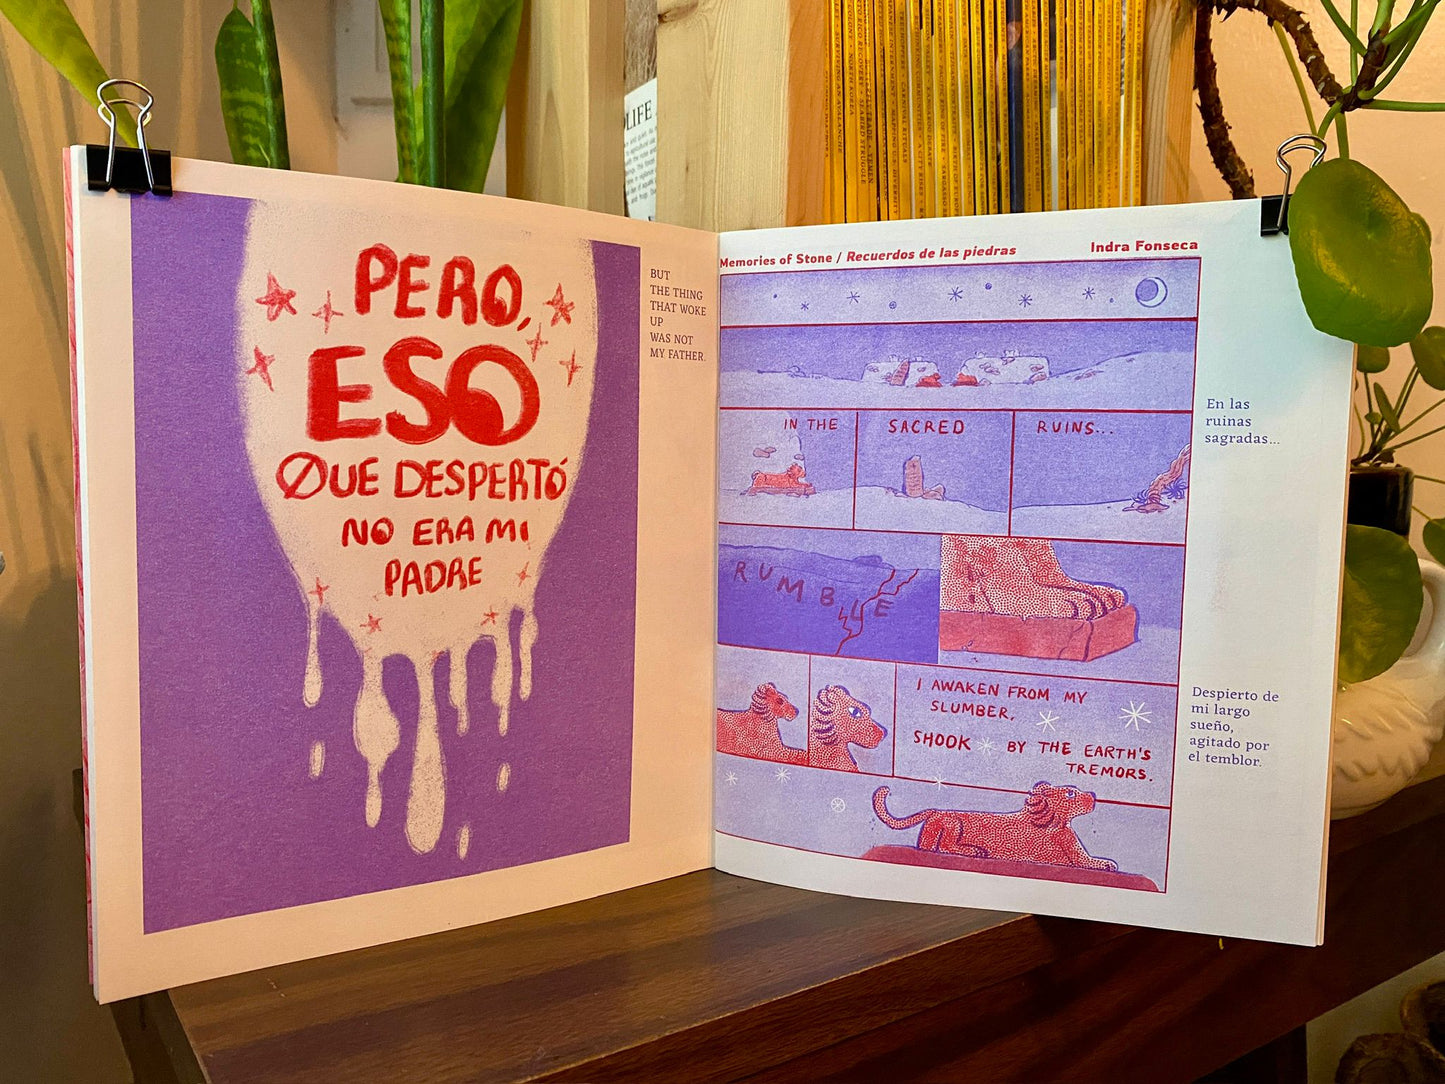 PERO,
ESO
QUE DESPERTÓ
NO ERA MI
PADRE
BUT
THE THING
THAT WOKE
UP
WAS NOT
MY FATHER.
Memories of Stone / Recuerdos de las piedras
Indra Fonseca
IN THE
SACRED
RUINS...
En las
ruinas
sagradas...
RUMBLE
I AWAKEN FROM MY
SLUMBER,
SHOOK BY THE EARTH'S
TREMORS.
Despierto de
mi largo
sueño,
agitado por
el temblor.
LIFE